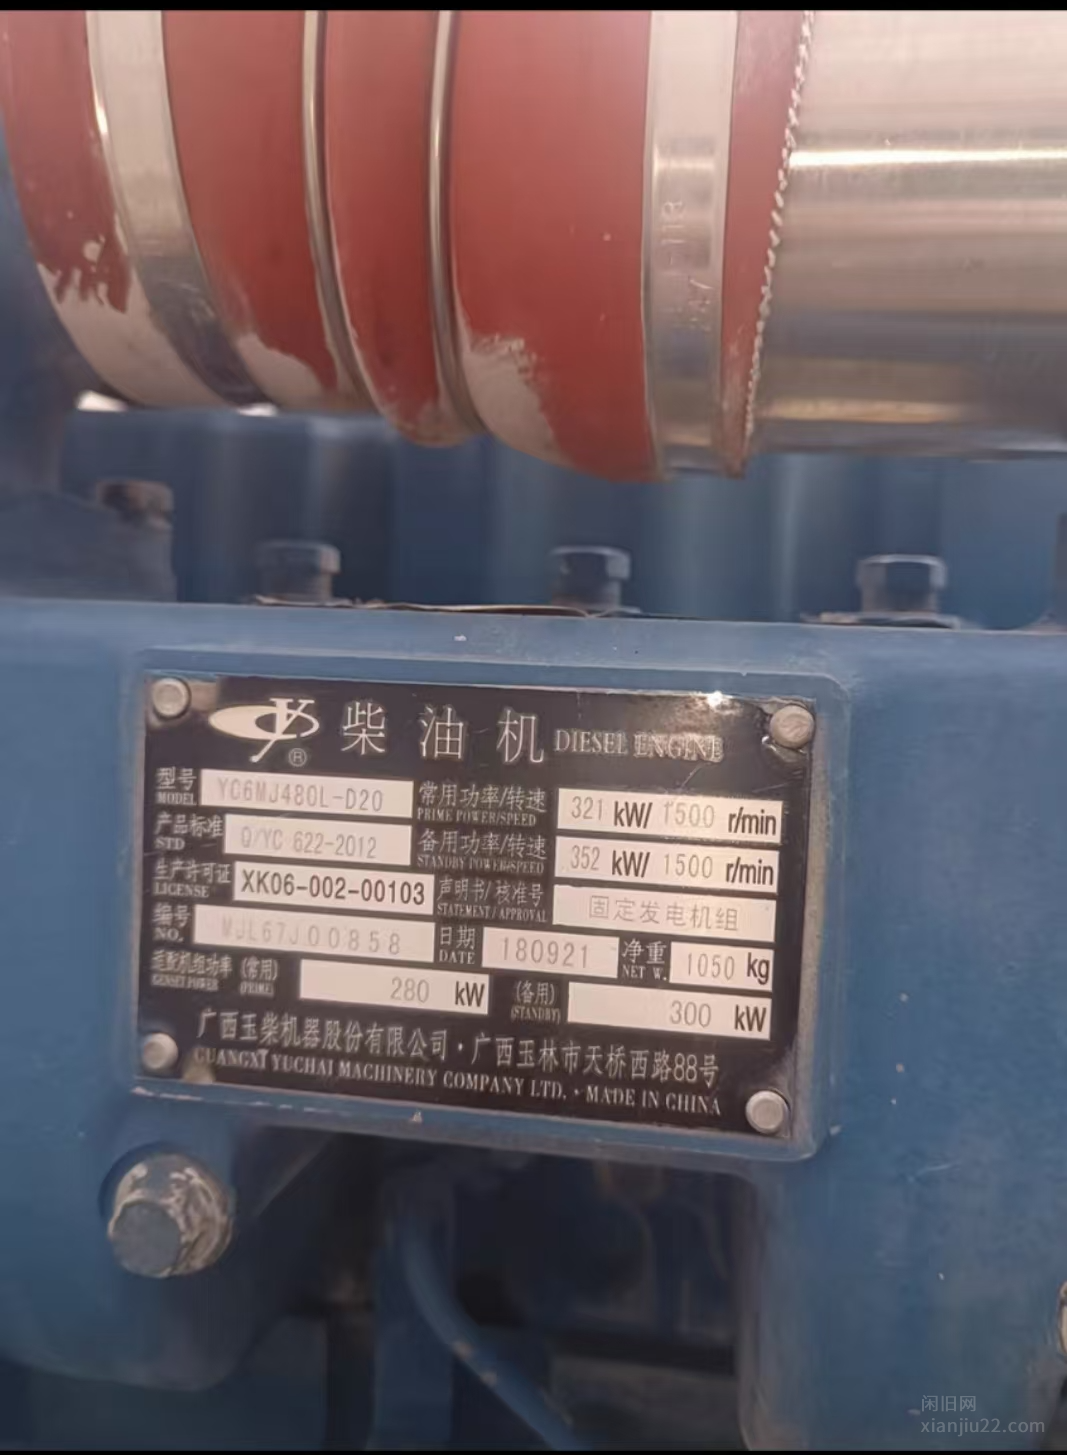 ® 柴油机 DIESEL ENGINE
型号 YC6MJ480L-D20 常用功率/转速 321 kW/ 1500 r/min
MODEL PRIME POWER/SPEED
产品标准 Q/YC 622-2012 备用功率/转速 352 kW/ 1500 r/min
STD STANDBY POWER/SPEED
生产许可证 XK06-002-00103 声明书/核准号 固定发电机组
LICENSE STATEMENT/APPROVAL
编号 MJL67J00858 日期 180921 净重 1050 kg
NO. DATE NET W.
适配机组功率 (常用) 280 kW (备用) 300 kW
GENSET POWER (PRIME) (STANDBY)
广西玉柴机器股份有限公司·广西玉林市天桥西路88号
GUANGXI YUCHAI MACHINERY COMPANY LTD.·MADE IN CHINA
闲旧网
xianjiu22.com